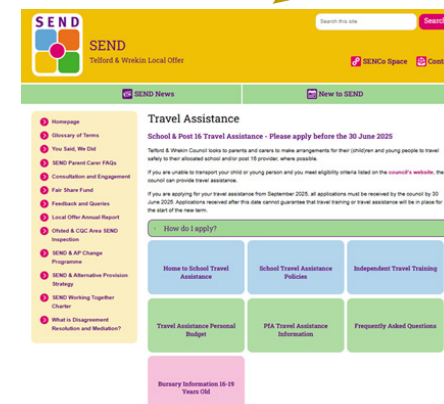 SEND
SEND
Telford & Wrekin Local Offer
Search this site
Search
SENCo Space
Cont
SEND News
New to SEND
Homepage
Glossary of Terms
You Said, We Did
SEND Parent Carer FAQs
Consultation and Engagement
Fair Share Fund
Feedback and Queries
Local Offer Annual Report
Ofsted & CQC Area SEND
Inspection
SEND & AP Change
Programme
SEND & Alternative Provision
Strategy
SEND Working Together
Charter
What is Disagreement
Resolution and Mediation?
Travel Assistance
School & Post 16 Travel Assistance - Please apply before the 30 June 2025
Telford & Wrekin Council looks to parents and carers to make arrangements for their (child)ren and young people to travel
safely to their allocated school and/or post 16 provider, where possible.
If you are unable to transport your child or young person and you meet eligibility criteria listed on the council's website, the
council can provide travel assistance.
If you are applying for your travel assistance from September 2025, all applications must be received by the council by 30
June 2025. Applications received after this date cannot guarantee that travel training or travel assistance will be in place for
the start of the new term.
How do I apply?
Home to School Travel
Assistance
School Travel Assistance
Policies
Independent Travel Training
Travel Assistance Personal
Budget
PfA Travel Assistance
Information
Frequently Asked Questions
Bursary Information 16-19
Years Old